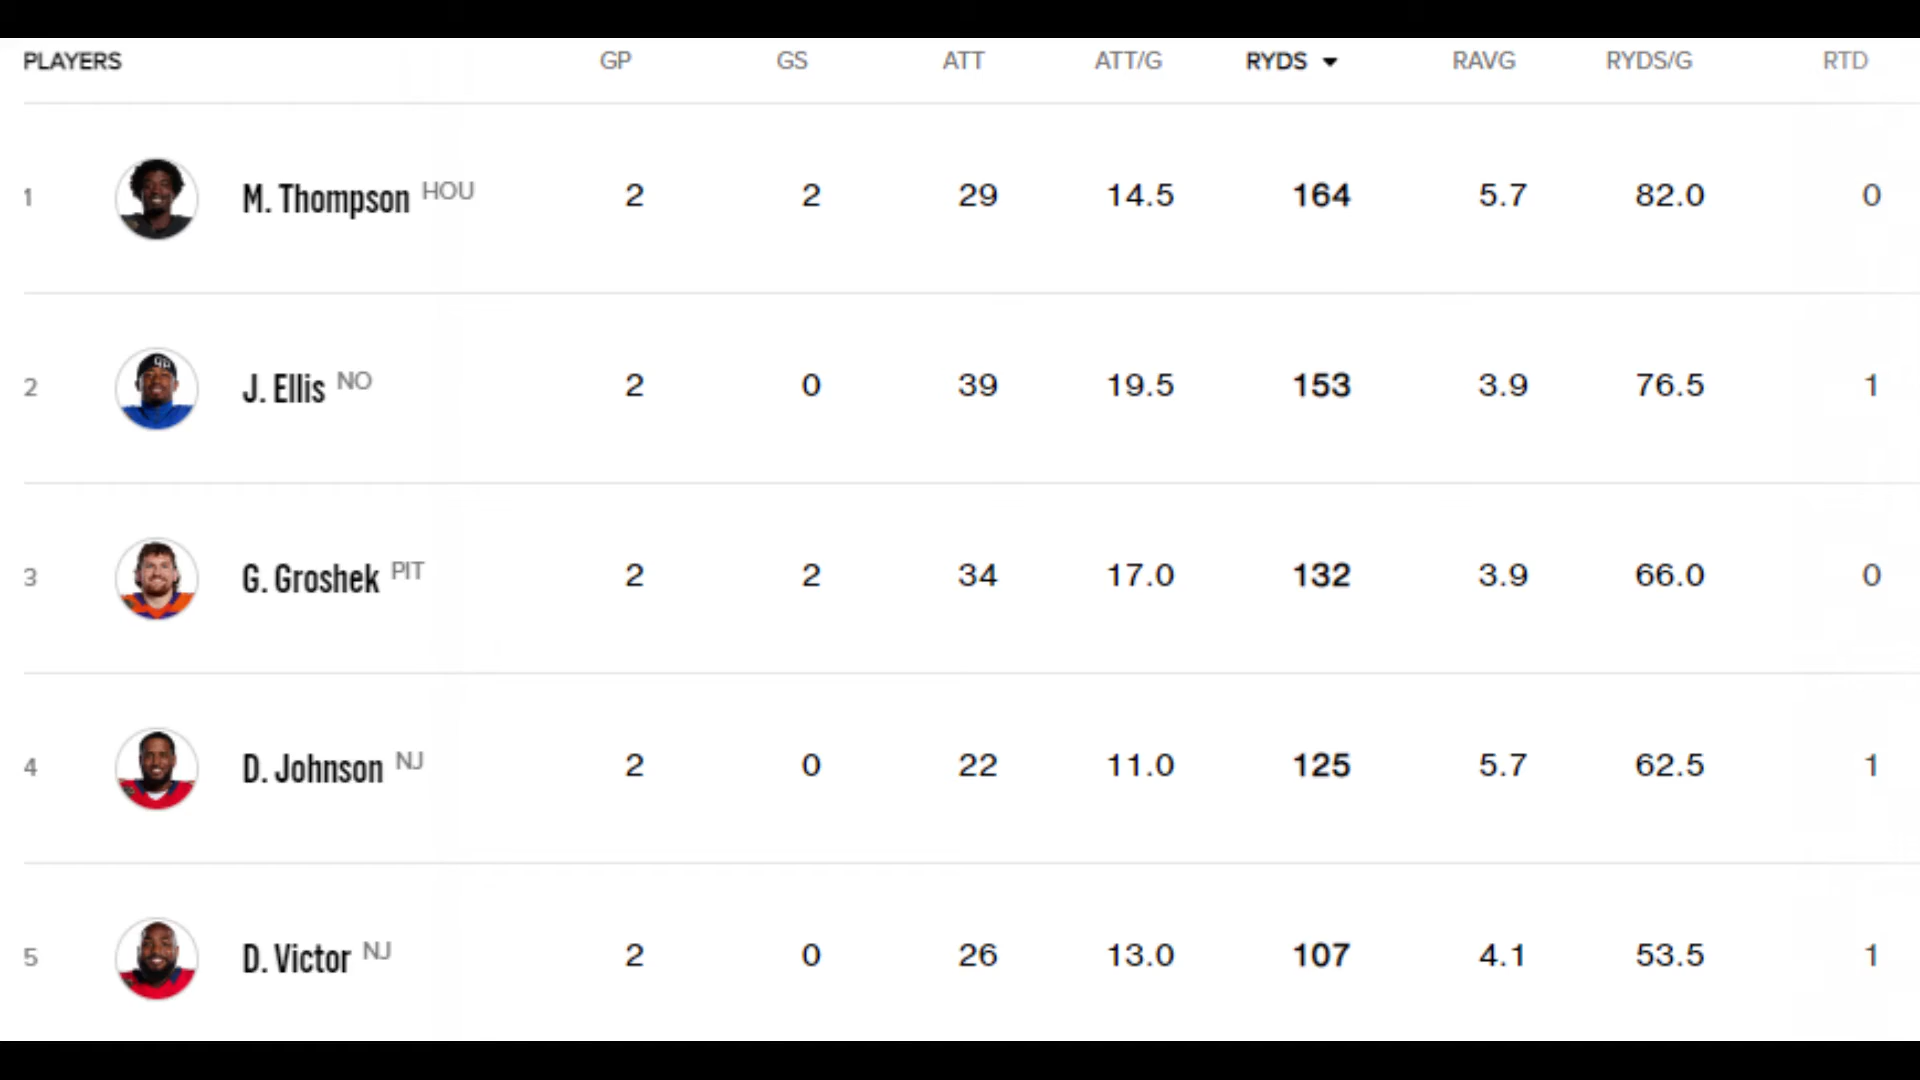 PLAYERS GP GS ATT ATT/G RYDS RAVG RYDS/G RTD
1 M. Thompson HOU 2 2 29 14.5 164 5.7 82.0 0
2 J. Ellis NO 2 0 39 19.5 153 3.9 76.5 1
3 G. Groshek PIT 2 2 34 17.0 132 3.9 66.0 0
4 D. Johnson NJ 2 0 22 11.0 125 5.7 62.5 1
5 D. Victor NJ 2 0 26 13.0 107 4.1 53.5 1